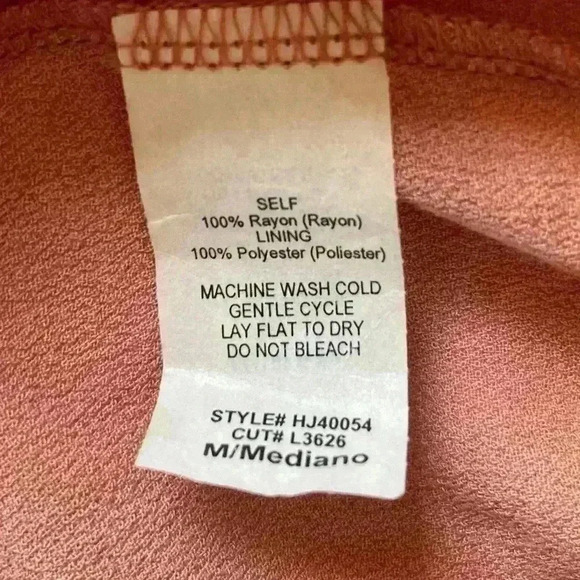 SELF
100% Rayon (Rayon)
LINING
100% Polyester (Poliester)
MACHINE WASH COLD
GENTLE CYCLE
LAY FLAT TO DRY
DO NOT BLEACH
STYLE# HJ40054
CUT# L3626
M/Mediano